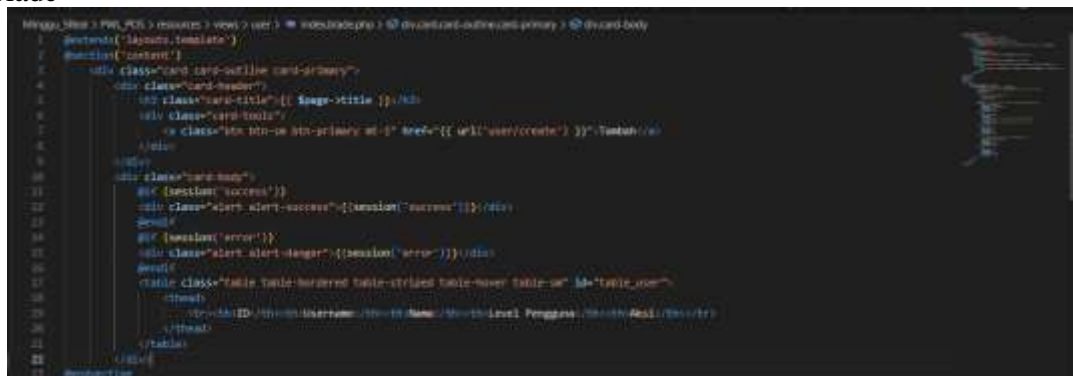 PWL_POS > resources > views > user > index.blade.php > div.card.card-outline.card-primary > div.card-body
1 @extends('layouts.template')
2 @section('content')
3 <div class="card card-outline card-primary">
4 <div class="card-header">
5 <h3 class="card-title">{{ $page->title }}</h3>
6 <div class="card-tools">
7 <a class="btn btn-sm btn-primary mt-1" href="{{ url('user/create') }}">Tambah</a>
8 </div>
9 </div>
10 <div class="card-body">
11 @if (session('success'))
12 <div class="alert alert-success">{{session('success')}}</div>
13 @endif
14 @if (session('error'))
15 <div class="alert alert-danger">{{session('error')}}</div>
16 @endif
17 <table class="table table-bordered table-striped table-hover table-sm" id="table_user">
18 <thead>
19 <tr><th>ID</th><th>Username</th><th>Nama</th><th>Level Pengguna</th><th>Aksi</th></tr>
20 </thead>
21 </table>
22 </div>